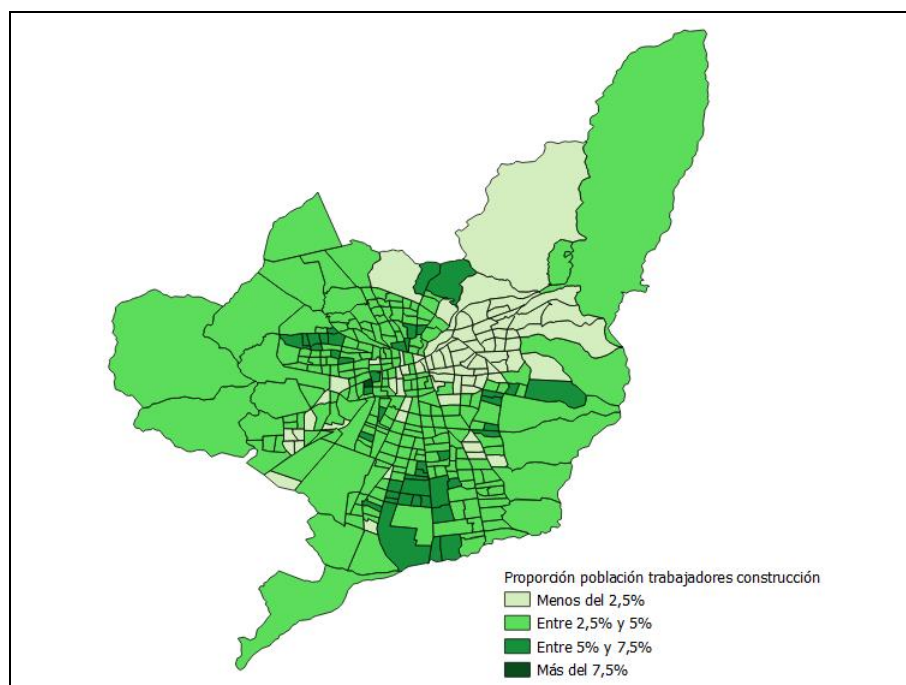 Proporción población trabajadores construcción
Menos del 2,5%
Entre 2,5% y 5%
Entre 5% y 7,5%
Más del 7,5%